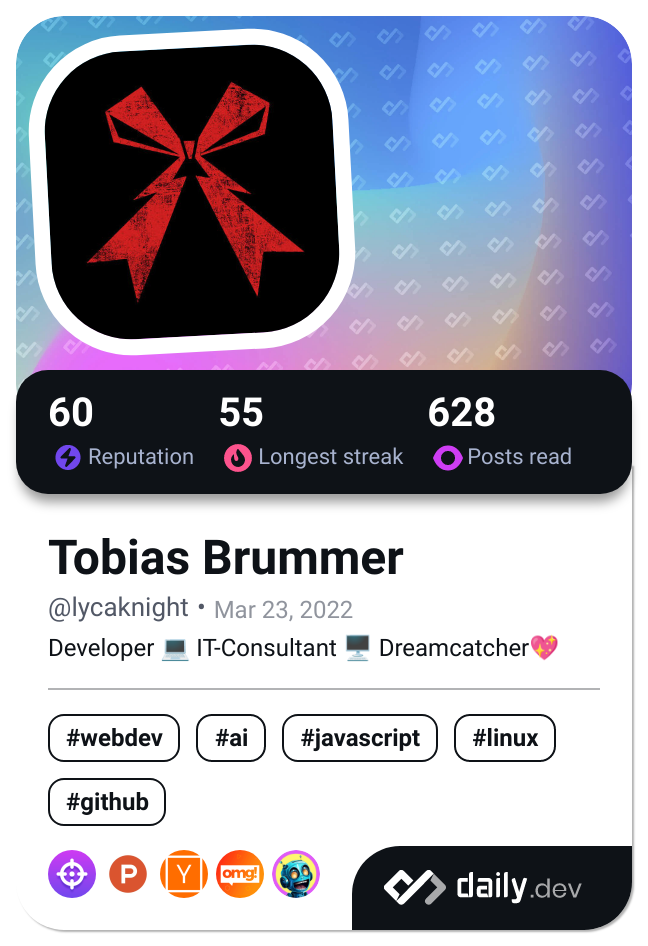 60 55 628
Reputation Longest streak Posts read
Tobias Brummer
@lycaknight • Mar 23, 2022
Developer 💻 IT-Consultant 🖥️ Dreamcatcher💖
#webdev #ai #javascript #linux
#github
P Y omg!
daily.dev